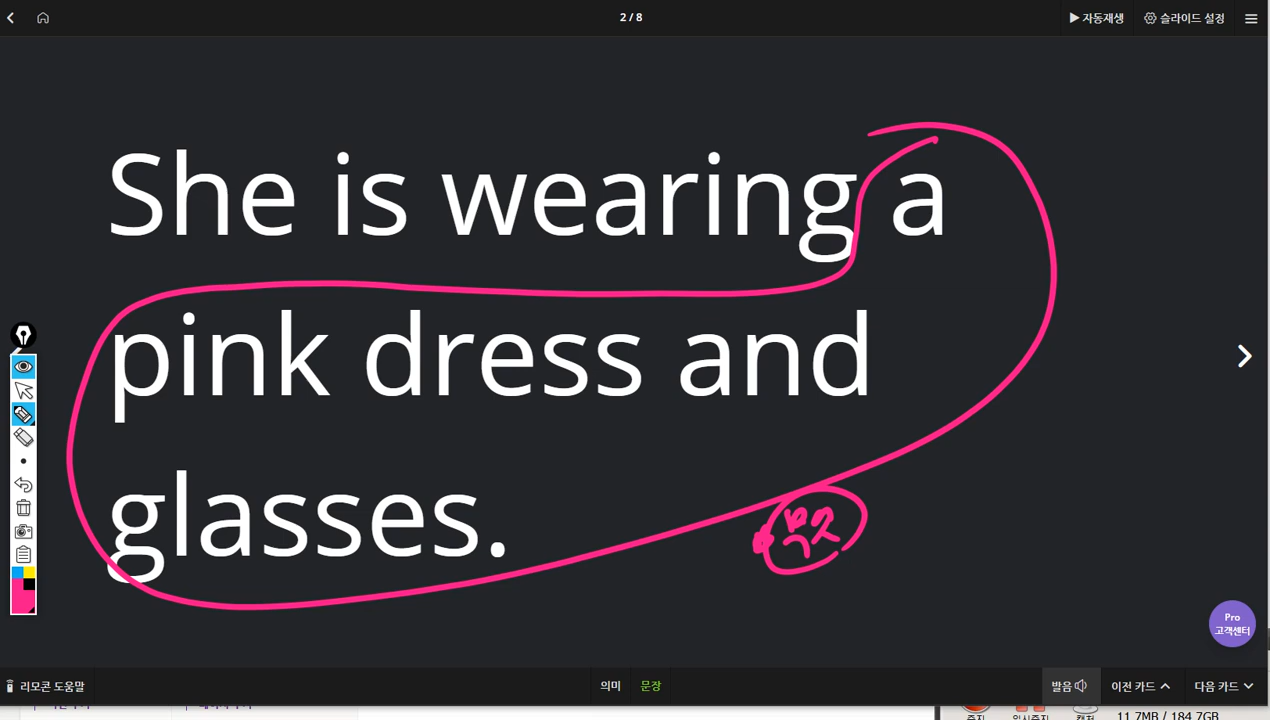 2 / 8
자동재생
슬라이드 설정
She is wearing a
pink dress and
glasses.
Pro
고객센터
리모콘 도움말
의미
문장
발음
이전 카드
다음 카드
11.7MB / 184.7GB